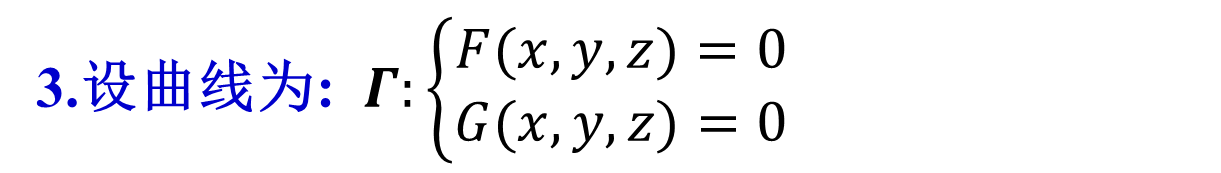 3.设曲线为: Γ: {F(x, y, z) = 0
G(x, y, z) = 0